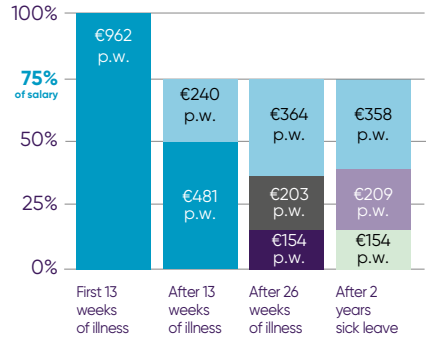 100%
75%
of salary
50%
25%
0%
€962
p.w.
€240
p.w.
€481
p.w.
€364
p.w.
€203
p.w.
€154
p.w.
€358
p.w.
€209
p.w.
€154
p.w.
First 13
weeks
of illness
After 13
weeks
of illness
After 26
weeks
of illness
After 2
years
sick leave